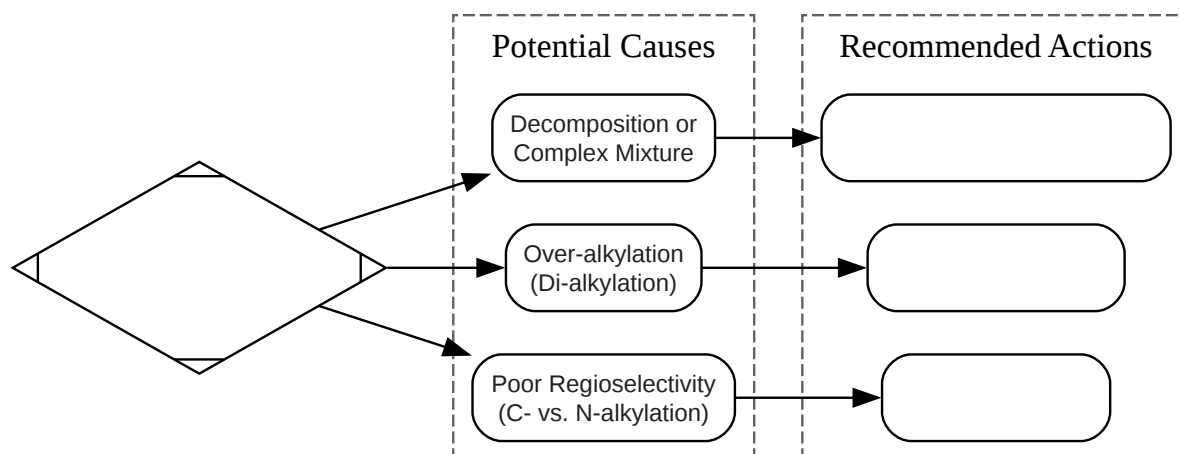 Potential Causes
Recommended Actions
Decomposition or
Complex Mixture
Over-alkylation
(Di-alkylation)
Poor Regioselectivity
(C- vs. N-alkylation)